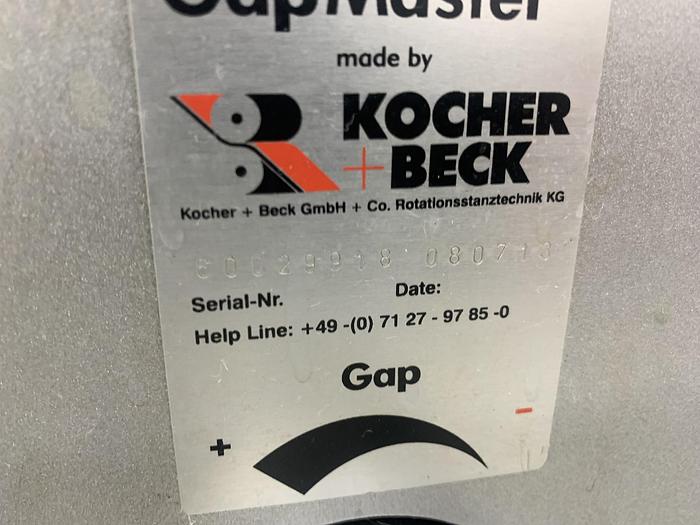 GapMaster
made by
KOCHER
+ BECK
Kocher + Beck GmbH + Co. Rotationsstanztechnik KG
080713
Serial-Nr. Date:
Help Line: +49 -(0) 71 27 - 97 85 -0
Gap
+ -